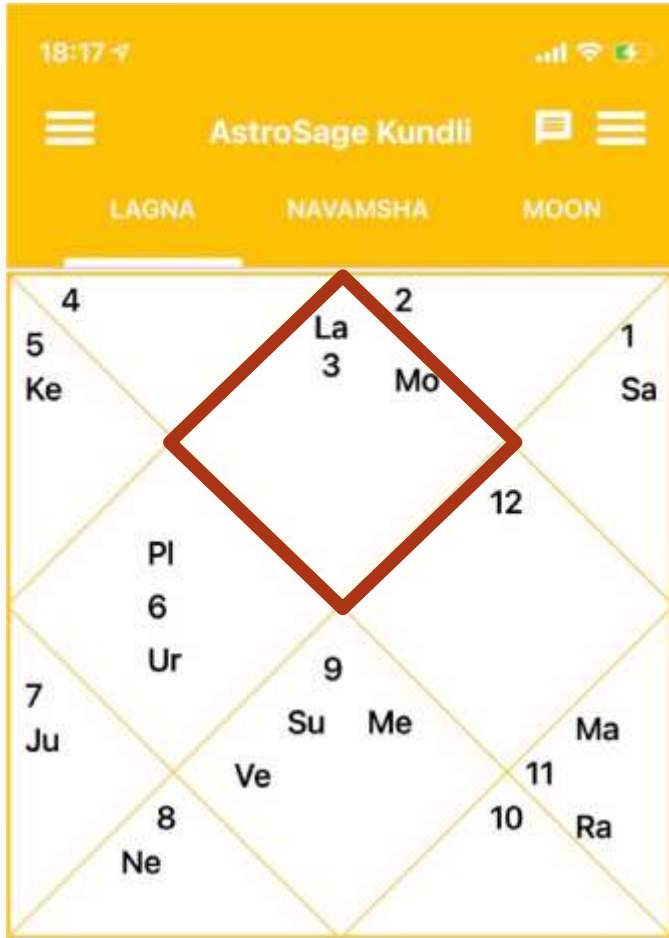 18:17
AstroSage Kundli
LAGNA NAVAMSHA MOON
4 2
La
5 1
3
Ke Mo Sa
12
Pl
6
Ur
9
7
Su Me Ma
Ju
Ve 11
8 10
Ra
Ne